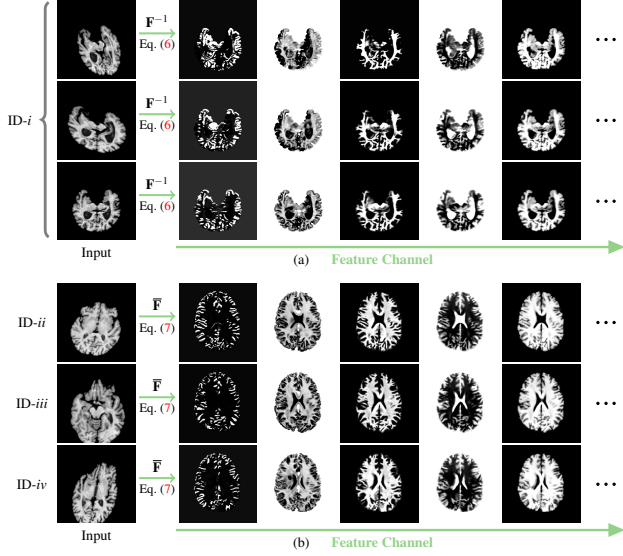 F⁻¹
Eq. (6)
F⁻¹
Eq. (6)
F⁻¹
Eq. (6)
ID-i
...
...
...
Input
(a) Feature Channel
ID-ii
F̅
Eq. (7)
...
ID-iii
F̅
Eq. (7)
...
ID-iv
F̅
Eq. (7)
...
Input
(b) Feature Channel